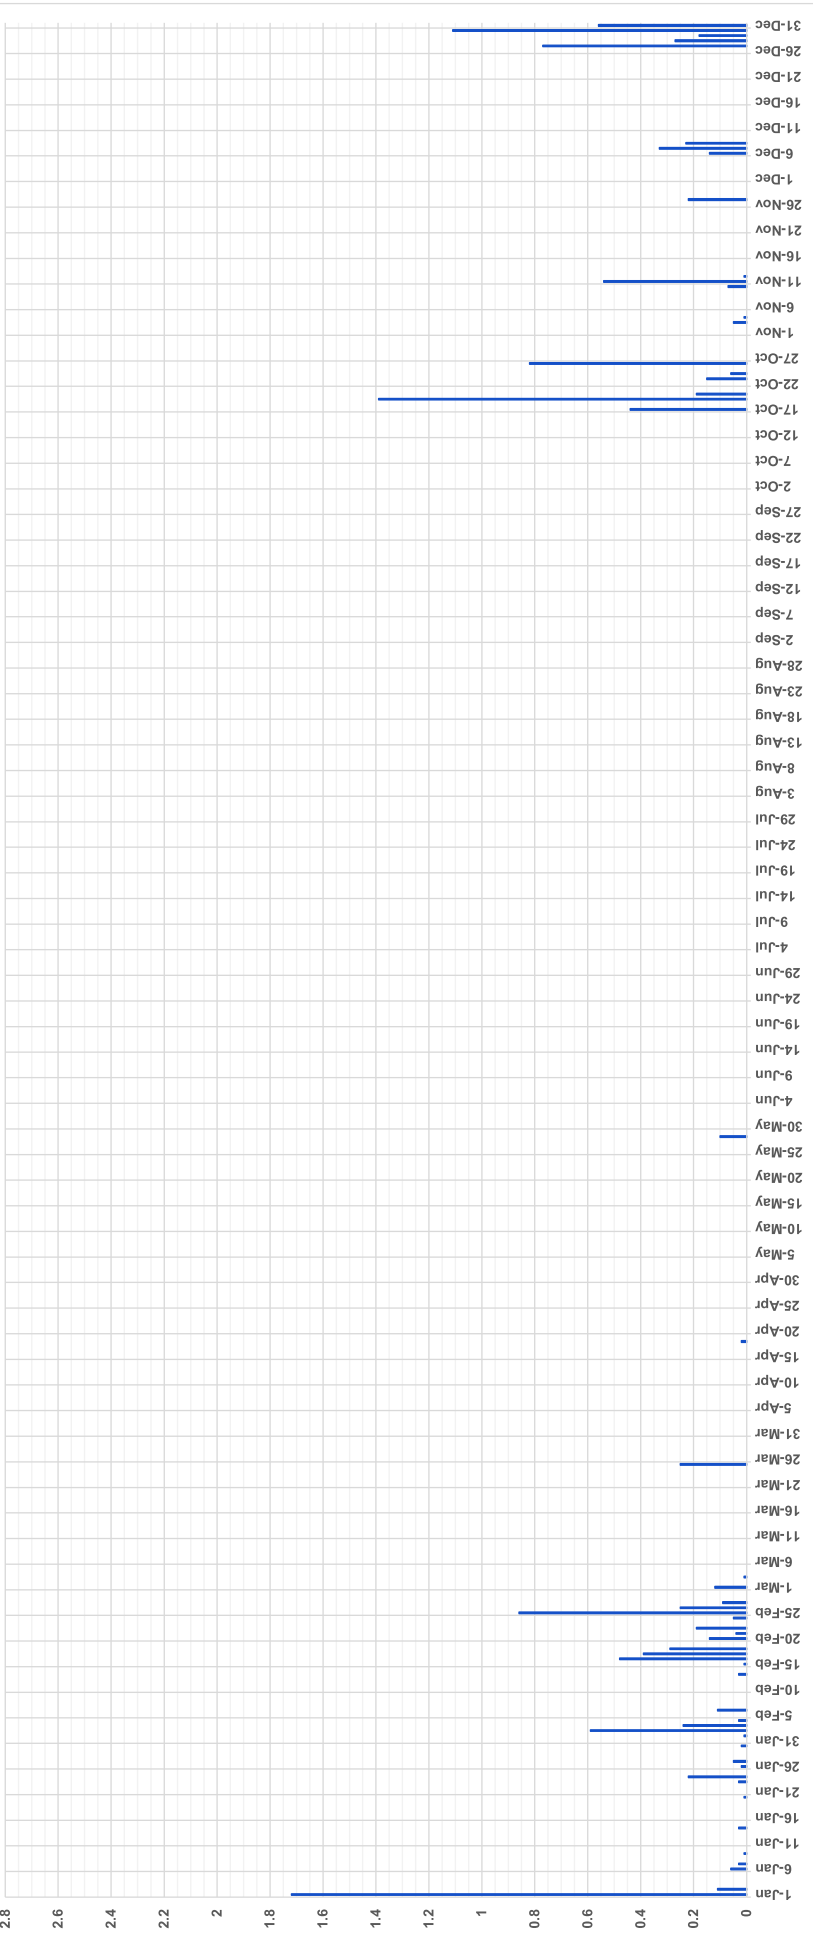 31-Dec
26-Dec
21-Dec
16-Dec
11-Dec
6-Dec
1-Dec
26-Nov
21-Nov
16-Nov
11-Nov
6-Nov
1-Nov
27-Oct
22-Oct
17-Oct
12-Oct
7-Oct
2-Oct
27-Sep
22-Sep
17-Sep
12-Sep
7-Sep
2-Sep
28-Aug
23-Aug
18-Aug
13-Aug
8-Aug
3-Aug
29-Jul
24-Jul
19-Jul
14-Jul
9-Jul
4-Jul
29-Jun
24-Jun
19-Jun
14-Jun
9-Jun
4-Jun
30-May
25-May
20-May
15-May
10-May
5-May
30-Apr
25-Apr
20-Apr
15-Apr
10-Apr
5-Apr
31-Mar
26-Mar
21-Mar
16-Mar
11-Mar
6-Mar
1-Mar
25-Feb
20-Feb
15-Feb
10-Feb
5-Feb
31-Jan
26-Jan
21-Jan
16-Jan
11-Jan
6-Jan
1-Jan
2.8
2.6
2.4
2.2
2
1.8
1.6
1.4
1.2
1
0.8
0.6
0.4
0.2
0